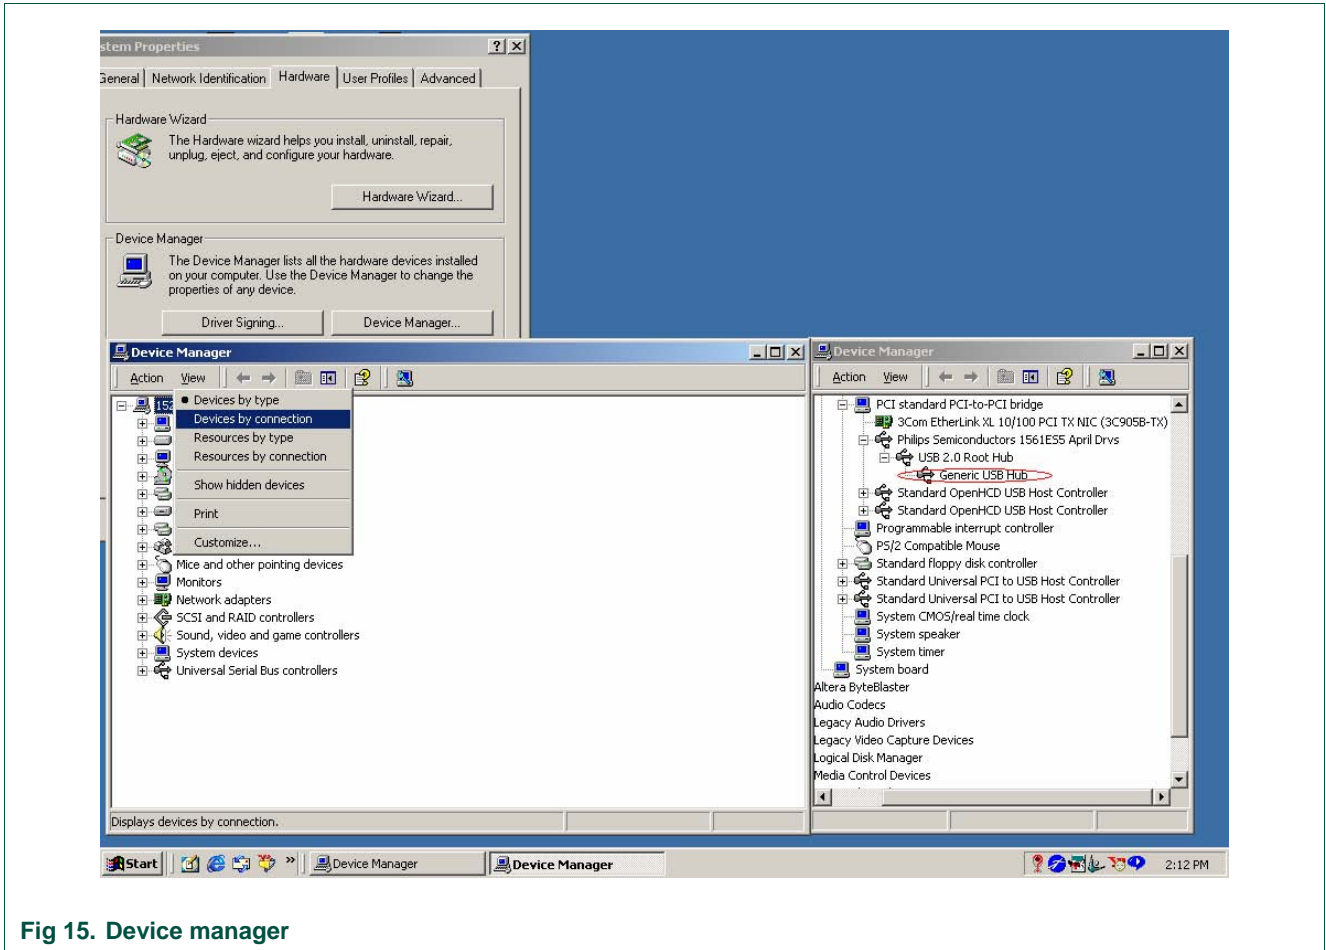 stem Properties
General
Network Identification
Hardware
User Profiles
Advanced
Hardware Wizard
The Hardware wizard helps you install, uninstall, repair,
unplug, eject, and configure your hardware.
Hardware Wizard...
Device Manager
The Device Manager lists all the hardware devices installed
on your computer. Use the Device Manager to change the
properties of any device.
Driver Signing...
Device Manager...
Device Manager
Action View
152
Devices by type
Devices by connection
Resources by type
Resources by connection
Show hidden devices
Print
Customize...
Mice and other pointing devices
Monitors
Network adapters
SCSI and RAID controllers
Sound, video and game controllers
System devices
Universal Serial Bus controllers
Displays devices by connection.
Device Manager
Action View
PCI standard PCI-to-PCI bridge
3Com EtherLink XL 10/100 PCI TX NIC (3C905B-TX)
Philips Semiconductors 1561ES5 April Drvs
USB 2.0 Root Hub
Generic USB Hub
Standard OpenHCD USB Host Controller
Standard OpenHCD USB Host Controller
Programmable interrupt controller
PS/2 Compatible Mouse
Standard floppy disk controller
Standard Universal PCI to USB Host Controller
Standard Universal PCI to USB Host Controller
System CMOS/real time clock
System speaker
System timer
System board
Altera ByteBlaster
Audio Codecs
Legacy Audio Drivers
Legacy Video Capture Devices
Logical Disk Manager
Media Control Devices
Start
Device Manager
Device Manager
2:12 PM
Fig 15. Device manager